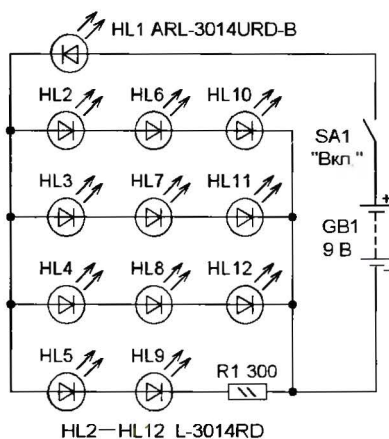 HL1 ARL-3014URD-B
HL2 HL6 HL10
SA1
"Вкл."
HL3 HL7 HL11
+
GB1
9 В
−
HL4 HL8 HL12
HL5 HL9 R1 300
HL2—HL12 L-3014RD